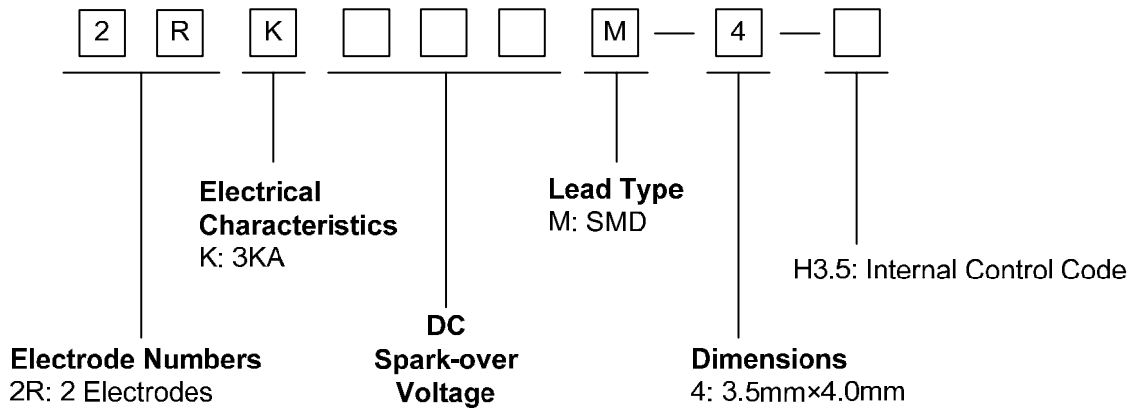 2 R K M — 4 —
Electrical
Characteristics
K: 3KA
Lead Type
M: SMD
H3.5: Internal Control Code
DC
Spark-over
Voltage
Electrode Numbers
2R: 2 Electrodes
Dimensions
4: 3.5mm×4.0mm